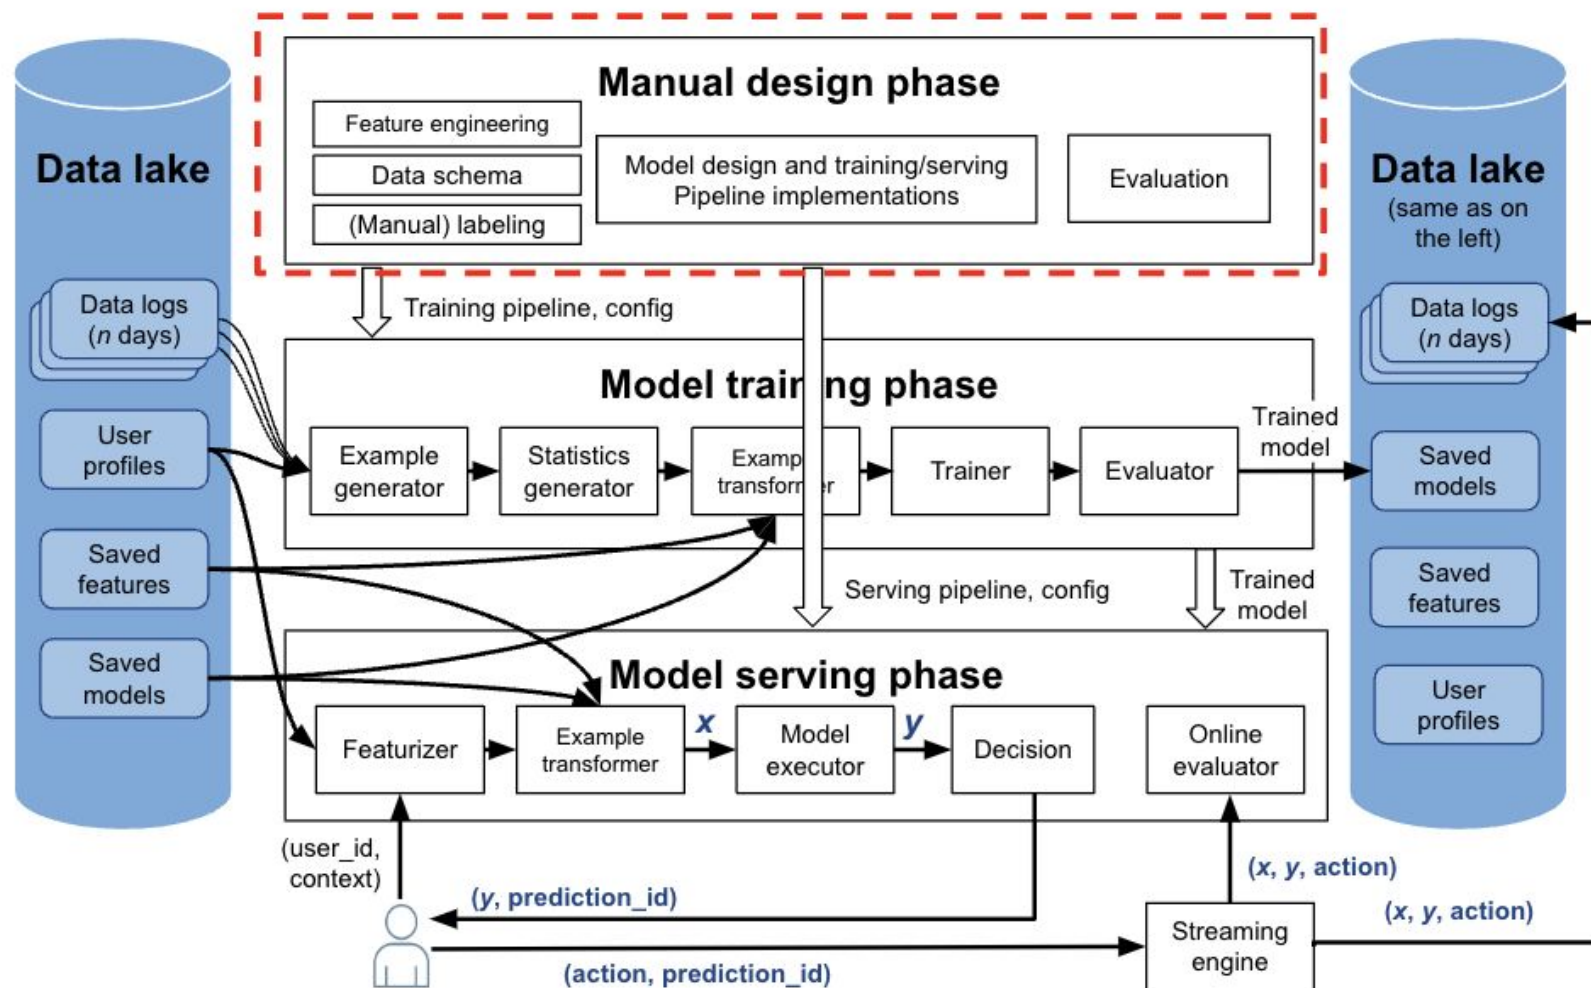 Manual design phase
Feature engineering
Data schema
(Manual) labeling
Model design and training/serving
Pipeline implementations
Evaluation
Data lake
Data logs
(n days)
User
profiles
Saved
features
Saved
models
Training pipeline, config
Model training phase
Example
generator
Statistics
generator
Examp
transformer
Trainer
Evaluator
Trained
model
Serving pipeline, config
Trained
model
Model serving phase
Featurizer
Example
transformer
x
Model
executor
y
Decision
Online
evaluator
(user_id,
context)
(y, prediction_id)
(action, prediction_id)
(x, y, action)
Streaming
engine
(x, y, action)
Data lake
(same as on
the left)
Data logs
(n days)
Saved
models
Saved
features
User
profiles